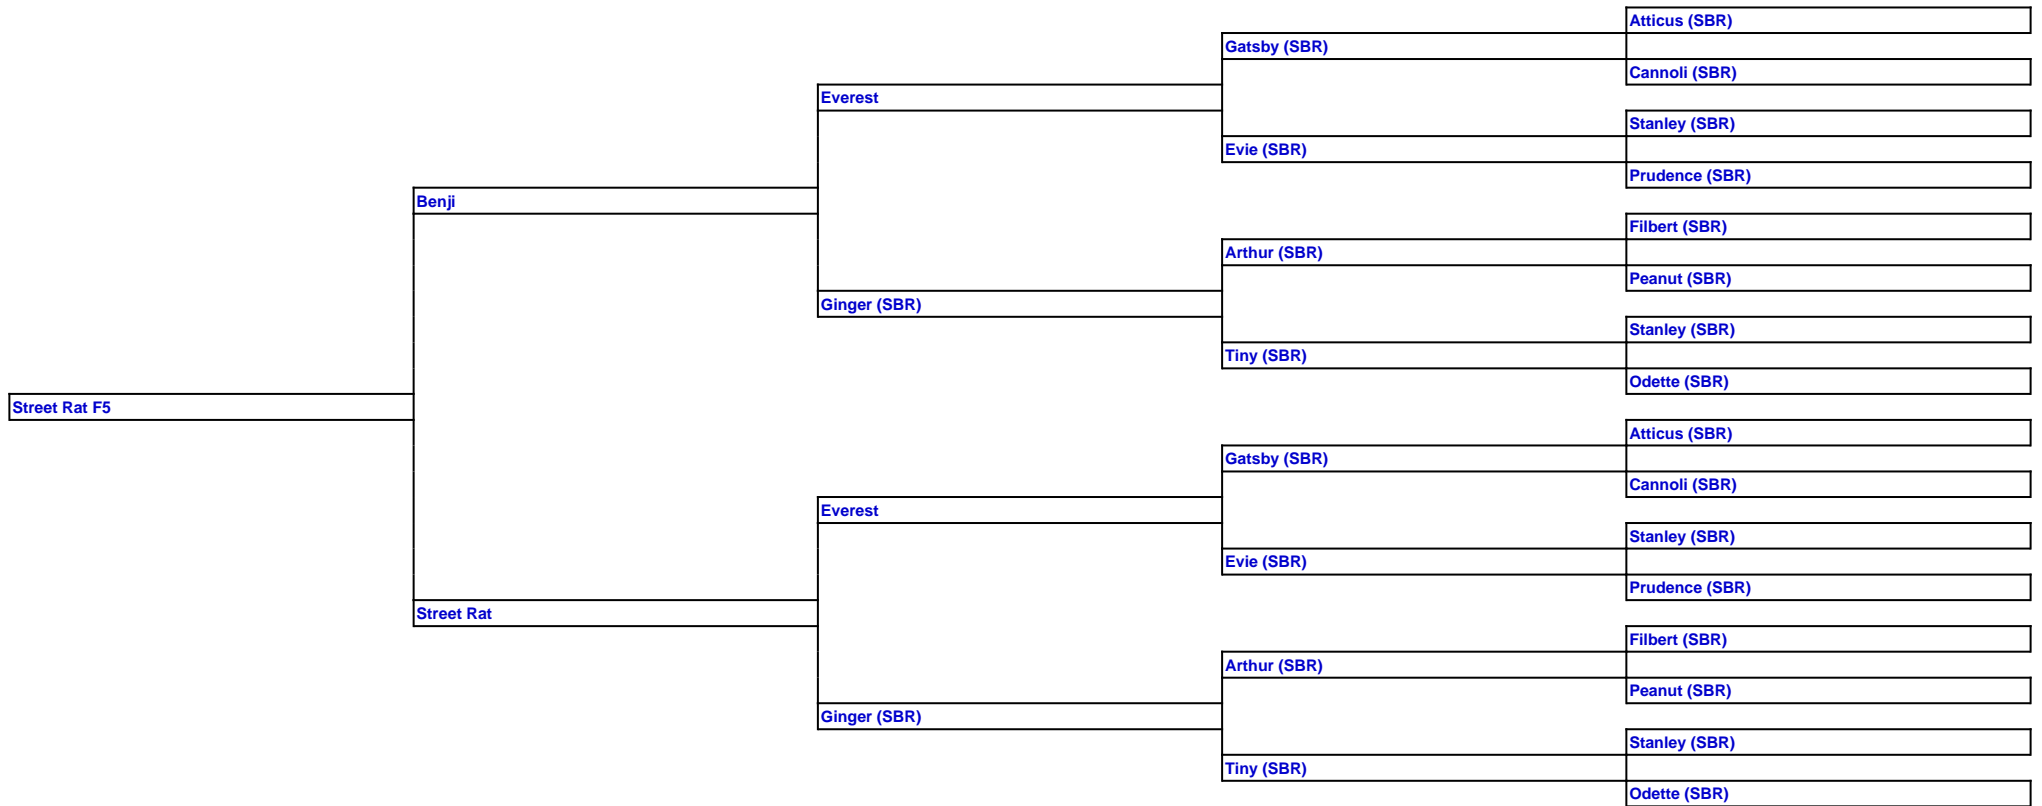 Atticus (SBR)
Gatsby (SBR)
Cannoli (SBR)
Everest
Stanley (SBR)
Evie (SBR)
Prudence (SBR)
Benji
Filbert (SBR)
Arthur (SBR)
Peanut (SBR)
Ginger (SBR)
Stanley (SBR)
Tiny (SBR)
Odette (SBR)
Street Rat F5
Atticus (SBR)
Gatsby (SBR)
Cannoli (SBR)
Everest
Stanley (SBR)
Evie (SBR)
Prudence (SBR)
Street Rat
Filbert (SBR)
Arthur (SBR)
Peanut (SBR)
Ginger (SBR)
Stanley (SBR)
Tiny (SBR)
Odette (SBR)